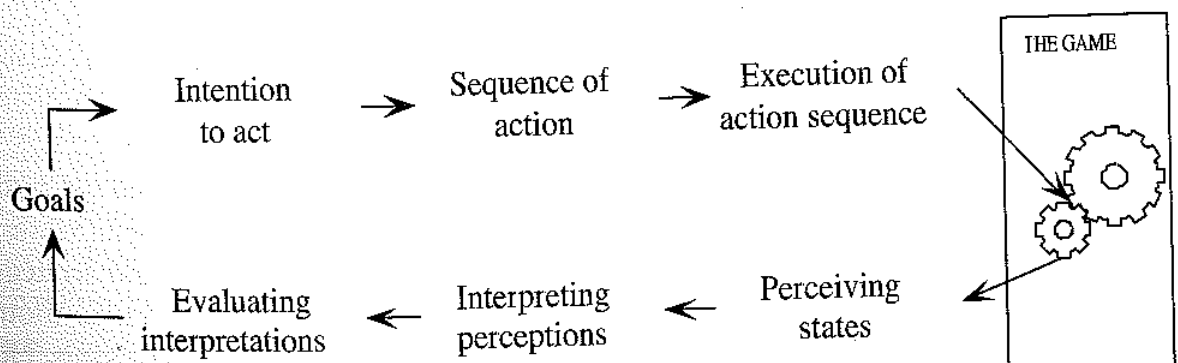 THE GAME
Intention
to act
Sequence of
action
Execution of
action sequence
Goals
Evaluating
interpretations
Interpreting
perceptions
Perceiving
states